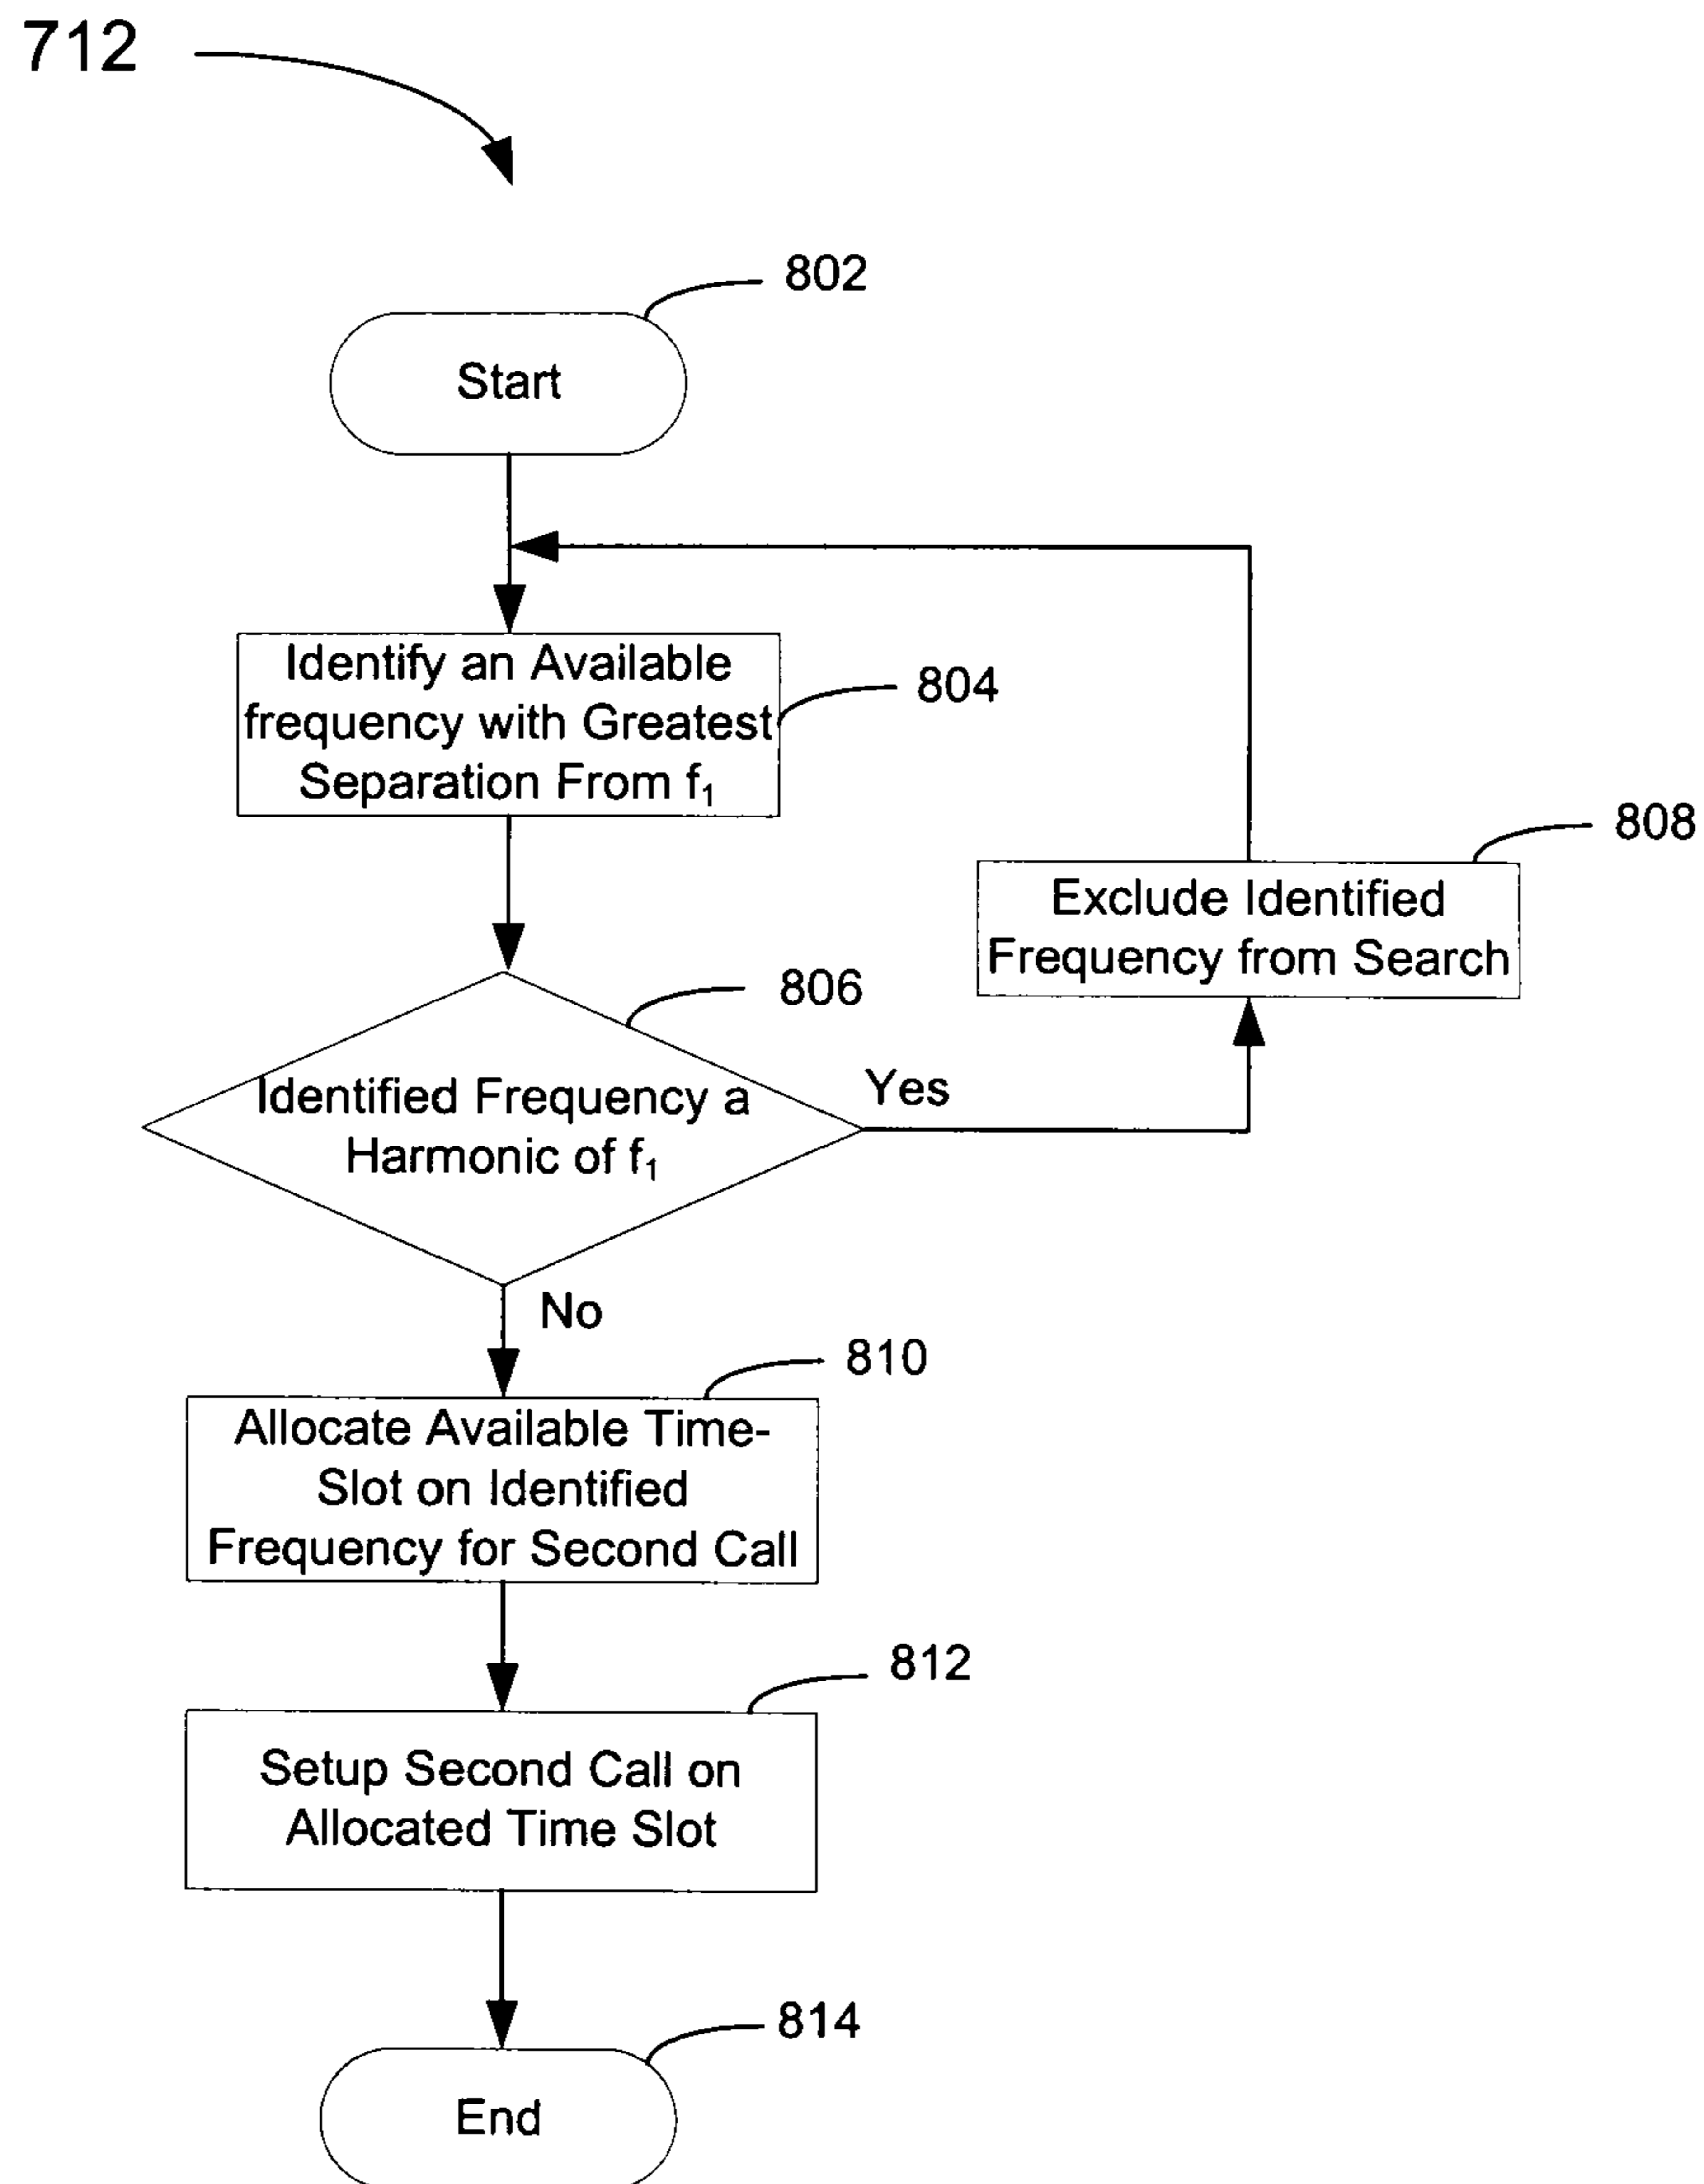 712
802
Start
Identify an Available
frequency with Greatest
Separation From f₁
804
808
Exclude Identified
Frequency from Search
806
Identified Frequency a
Harmonic of f₁
Yes
No
810
Allocate Available Time-
Slot on Identified
Frequency for Second Call
812
Setup Second Call on
Allocated Time Slot
814
End